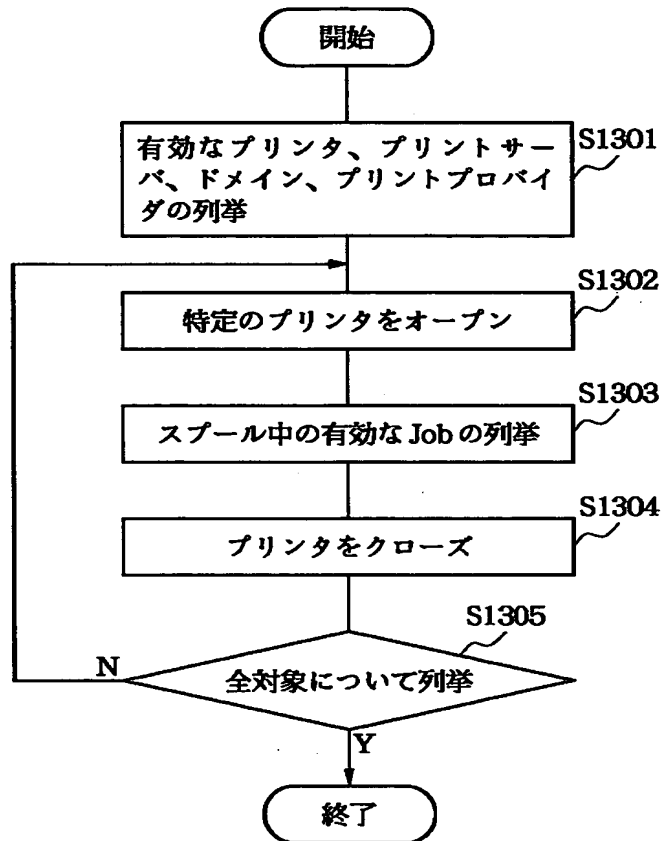 開始
S1301
有効なプリンタ、プリントサー
バ、ドメイン、プリントプロバイ
ダの列挙
S1302
特定のプリンタをオープン
S1303
スプール中の有効なJobの列挙
S1304
プリンタをクローズ
S1305
N
全対象について列挙
Y
終了